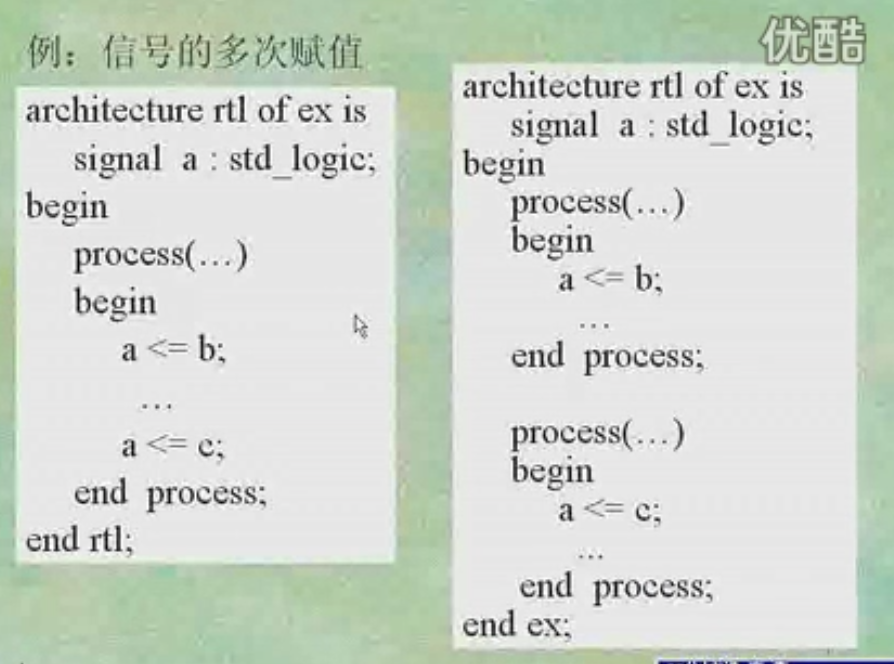 例：信号的多次赋值
优酷
architecture rtl of ex is
signal a : std_logic;
begin
process(…)
begin
a <= b;
…
a <= c;
end process;
end rtl;
architecture rtl of ex is
signal a : std_logic;
begin
process(…)
begin
a <= b;
…
end process;
process(…)
begin
a <= c;
…
end process;
end ex;